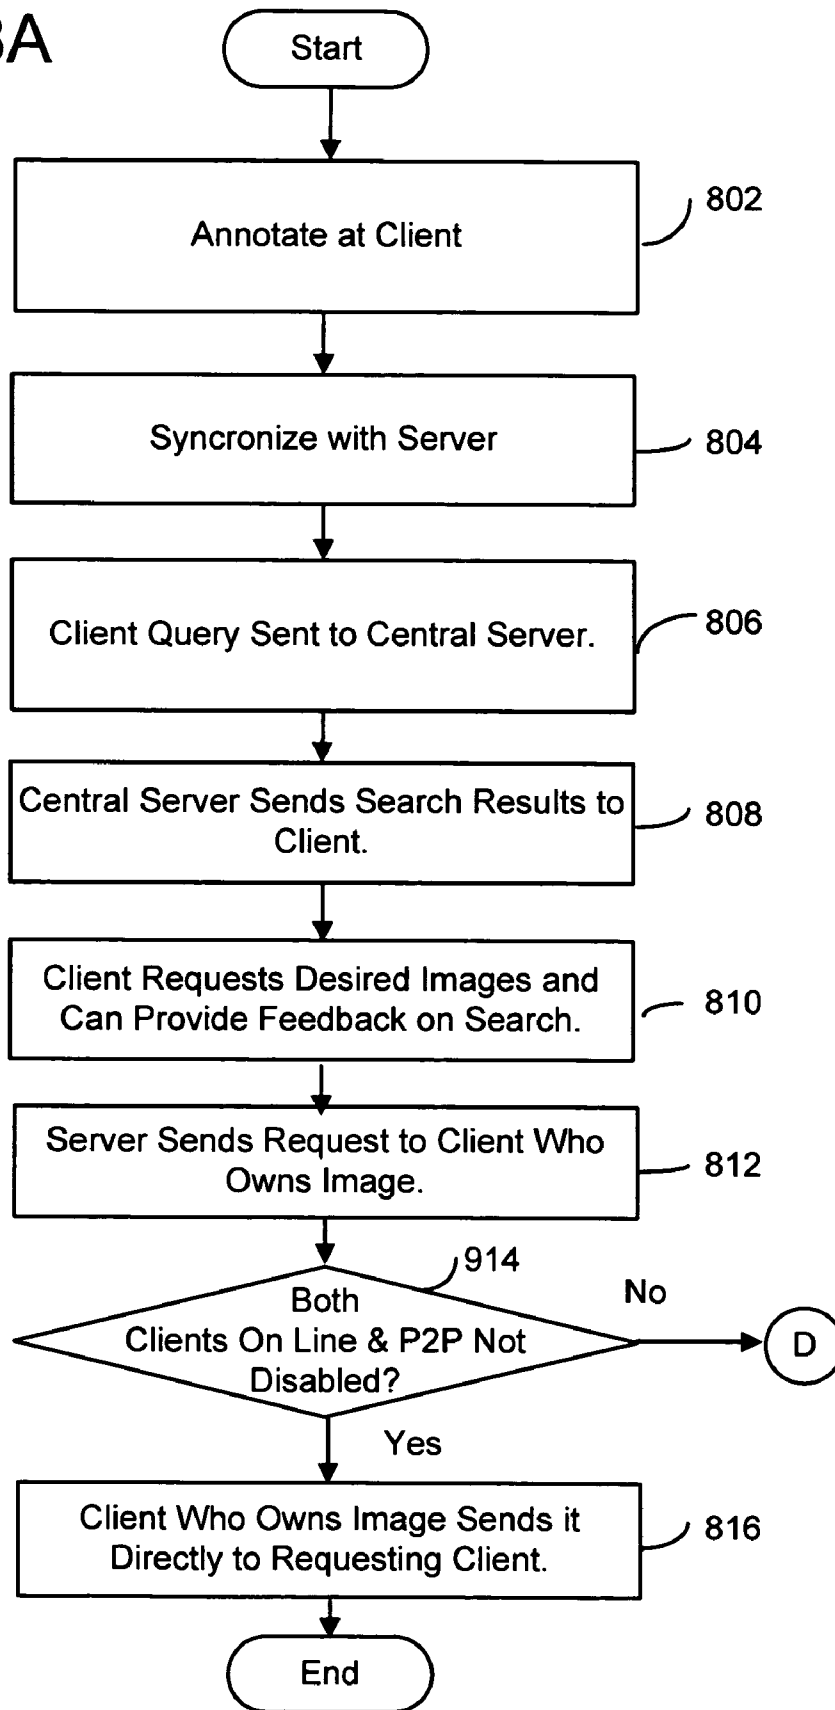 8A
Start
Annotate at Client
802
Syncronize with Server
804
Client Query Sent to Central Server.
806
Central Server Sends Search Results to
Client.
808
Client Requests Desired Images and
Can Provide Feedback on Search.
810
Server Sends Request to Client Who
Owns Image.
812
914
Both
Clients On Line & P2P Not
Disabled?
No
D
Yes
Client Who Owns Image Sends it
Directly to Requesting Client.
816
End